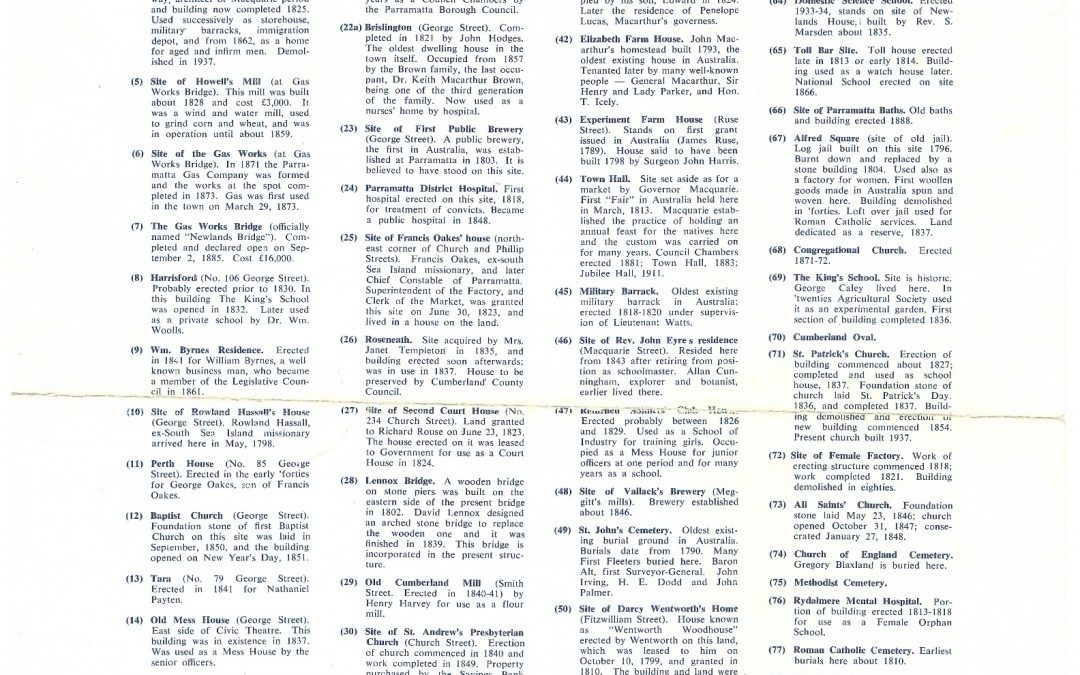 way, architect of Macquarie period
and building now completed 1825.
Used successively as storehouse,
military barracks, immigration
depot, and from 1862, as a home
for aged and infirm men. Demol-
ished in 1937.
(5) Site of Howell's Mill (at Gas
Works Bridge). This mill was built
about 1828 and cost £3,000. It
was a wind and water mill, used
to grind corn and wheat, and was
in operation until about 1859.
(6) Site of the Gas Works (at Gas
Works Bridge). In 1871 the Parra-
matta Gas Company was formed
and the works at the spot com-
pleted in 1873. Gas was first used
in the town on March 29, 1873.
(7) The Gas Works Bridge (officially
named "Newlands Bridge"). Com-
pleted and declared open on Sep-
tember 2, 1885. Cost £16,000.
(8) Harrisford (No. 106 George Street).
Probably erected prior to 1830. In
this building The King's School
was opened in 1832. Later used
as a private school by Dr. Wm.
Woolls.
(9) Wm. Byrnes Residence. Erected
in 1841 for William Byrnes, a well
known business man, who became
a member of the Legislative Coun-
cil in 1861.
(10) Site of Rowland Hassall's House
(George Street). Rowland Hassall,
ex-South Sea Island missionary
arrived here in May, 1798.
(11) Perth House (No. 85 George
Street). Erected in the early 'forties
for George Oakes, son of Francis
Oakes.
(12) Baptist Church (George Street).
Foundation stone of first Baptist
Church on this site was laid in
September, 1850, and the building
opened on New Year's Day, 1851.
(13) Tara (No. 79 George Street).
Erected in 1841 for Nathaniel
Payten.
(14) Old Mess House (George Street).
East side of Civic Theatre. This
building was in existence in 1837.
Was used as a Mess House by the
senior officers.
years as a Council Chambers by
the Parramatta Borough Council.
(22a) Brislington (George Street). Com-
pleted in 1821 by John Hodges.
The oldest dwelling house in the
town itself. Occupied from 1857
by the Brown family, the last occu-
pant, Dr. Keith Macarthur Brown,
being one of the third generation
of the family. Now used as a
nurses' home by hospital.
(23) Site of First Public Brewery
(George Street). A public brewery,
the first in Australia, was estab-
lished at Parramatta in 1803. It is
believed to have stood on this site.
(24) Parramatta District Hospital. First
hospital erected on this site, 1818,
for treatment of convicts. Became
a public hospital in 1848.
(25) Site of Francis Oakes' house (north-
east corner of Church and Phillip
Streets). Francis Oakes, ex-south
Sea Island missionary, and later
Chief Constable of Parramatta.
Superintendent of the Factory, and
Clerk of the Market, was granted
this site on June 30, 1823, and
lived in a house on the land.
(26) Roseneath. Site acquired by Mrs.
Janet Templeton in 1835, and
building erected soon afterwards;
was in use in 1837. House to be
preserved by Cumberland County
Council.
(27) Site of Second Court House (No.
234 Church Street). Land granted
to Richard Rouse on June 23, 1823.
The house erected on it was leased
to Government for use as a Court
House in 1824.
(28) Lennox Bridge. A wooden bridge
on stone piers was built on the
eastern side of the present bridge
in 1802. David Lennox designed
an arched stone bridge to replace
the wooden one and it was
finished in 1839. This bridge is
incorporated in the present struc-
ture.
(29) Old Cumberland Mill (Smith
Street. Erected in 1840-41) by
Henry Harvey for use as a flour
mill.
(30) Site of St. Andrew's Presbyterian
Church (Church Street). Erection
of church commenced in 1840 and
work completed in 1849. Property
purchased by the Savings Bank
pied by his son, Edward in 1824.
Later the residence of Penelope
Lucas, Macarthur's governess.
(42) Elizabeth Farm House. John Mac-
arthur's homestead built 1793, the
oldest existing house in Australia.
Tenanted later by many well-known
people — General Macarthur, Sir
Henry and Lady Parker, and Hon.
T. Icely.
(43) Experiment Farm House (Ruse
Street). Stands on first grant
issued in Australia (James Ruse,
1789). House said to have been
built 1798 by Surgeon John Harris.
(44) Town Hall. Site set aside as for a
market by Governor Macquarie.
First "Fair" in Australia held here
in March, 1813. Macquarie estab-
lished the practice of holding an
annual feast for the natives here
and the custom was carried on
for many years. Council Chambers
erected 1881; Town Hall, 1883;
Jubilee Hall, 1911.
(45) Military Barrack. Oldest existing
military barrack in Australia;
erected 1818-1820 under supervis-
ion of Lieutenant Watts.
(46) Site of Rev. John Eyre s residence
(Macquarie Street). Resided here
from 1843 after retiring from posi-
tion as schoolmaster. Allan Cun-
ningham, explorer and botanist,
earlier lived there.
(47) Returned Soldiers' Club House.
Erected probably between 1826
and 1829. Used as a School of
Industry for training girls. Occu-
pied as a Mess House for junior
officers at one period and for many
years as a school.
(48) Site of Vallack's Brewery (Meg-
gitt's mills). Brewery established
about 1846.
(49) St. John's Cemetery. Oldest exist-
ing burial ground in Australia.
Burials date from 1790. Many
First Fleeters buried here. Baron
Alt, first Surveyor-General. John
Irving, H. E. Dodd and John
Palmer.
(50) Site of Darcy Wentworth's Home
(Fitzwilliam Street). House known
as "Wentworth Woodhouse"
erected by Wentworth on this land,
which was leased to him on
October 10, 1799, and granted in
1810. The building and land were
(64) Domestic Science School. Erected
1933-34, stands on site of New-
lands House, built by Rev. S.
Marsden about 1835.
(65) Toll Bar Site. Toll house erected
late in 1813 or early 1814. Build-
ing used as a watch house later.
National School erected on site
1866.
(66) Site of Parramatta Baths. Old baths
and building erected 1888.
(67) Alfred Square (site of old jail).
Log jail built on this site 1796.
Burnt down and replaced by a
stone building 1804. Used also as
a factory for women. First woollen
goods made in Australia spun and
woven here. Building demolished
in 'forties. Loft over jail used for
Roman Catholic services. Land
dedicated as a reserve, 1837.
(68) Congregational Church. Erected
1871-72.
(69) The King's School. Site is historic.
George Caley lived here. In
'twenties Agricultural Society used
it as an experimental garden. First
section of building completed 1836.
(70) Cumberland Oval.
(71) St. Patrick's Church. Erection of
building commenced about 1827;
completed and used as school
house, 1837. Foundation stone of
church laid St. Patrick's Day.
1836, and completed 1837. Build-
ing demolished and erection of
new building commenced 1854.
Present church built 1937.
(72) Site of Female Factory. Work of
erecting structure commenced 1818;
work completed 1821. Building
demolished in eighties.
(73) All Saints' Church. Foundation
stone laid May 23, 1846; church
opened October 31, 1847; conse-
crated January 27, 1848.
(74) Church of England Cemetery.
Gregory Blaxland is buried here.
(75) Methodist Cemetery.
(76) Rydalmere Mental Hospital. Por-
tion of building erected 1813-1818
for use as a Female Orphan
School.
(77) Roman Catholic Cemetery. Earliest
burials here about 1810.